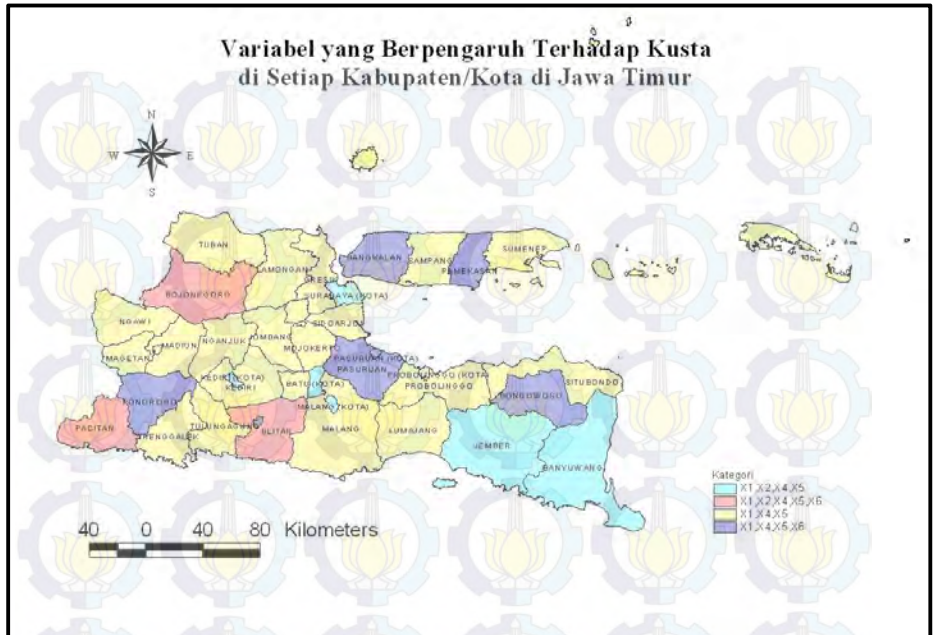 Variabel yang Berpengaruh Terhadap Kusta
di Setiap Kabupaten/Kota di Jawa Timur
N
W E
S
TUBAN
BANGKALAN
SAMPANG
PAMEKASAN
SUMENEP
LAMONGAN
BOJONEGORO
SURABAYA (KOTA)
NGAWI
SIDOARJO
MADIUN
NGANJUK
JOMBANG
MAGETAN
MOJOKERTO
PASURUAN (KOTA)
PASURUAN
KEDIRI (KOTA)
KEDIRI
BATU (KOTA)
PROBOLINGGO (KOTA)
PROBOLINGGO
SITUBONDO
PONOROGO
BONDOWOSO
MALANG (KOTA)
PACITAN
TRENGGALEK
TULUNGAGUNG
BLITAR
MALANG
LUMAJANG
JEMBER
BANYUWANGI
Kategori
X1,X2,X4,X5
X1,X2,X4,X5,X6
X1,X4,X5
X1,X4,X5,X6
40 0 40 80 Kilometers